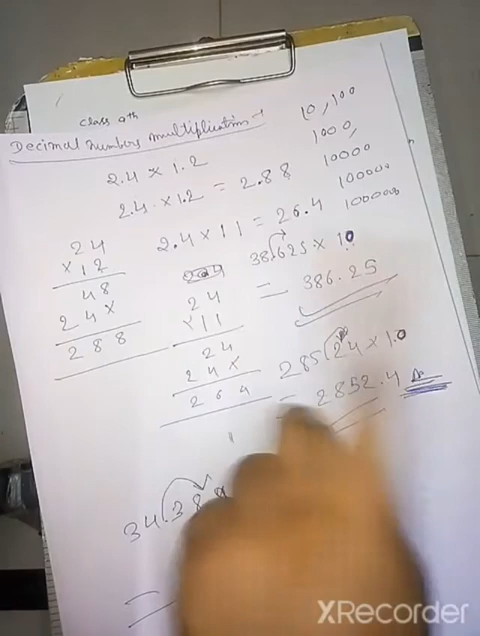 class 9th
Decimal numbers multiplication
2.4 × 1.2
2.4 × 1.2 = 2.88
2.4 × 11 = 26.4
10, 100
1000,
10000
100000
24
×12
48
24×
288
24
×11
24
24×
264
38.625 × 10
= 386.25
285.24 × 10
= 2852.4
34.38
=
XRecorder